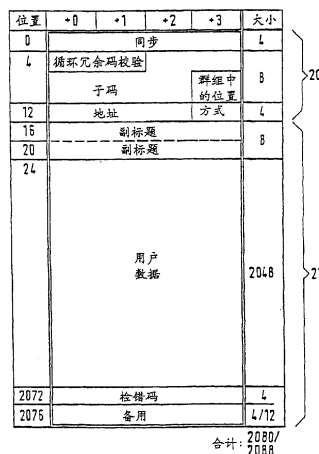 位置 +0 +1 +2 +3 大小
0 同步 4
4 循环冗余码校验
群组中
8
子码 的位置
12 地址 方式 4
16 副标题
8
20 副标题
24
用户
数据
2048
2072 检错码 4
2076 备用 4/12
合计: 2080/
2088